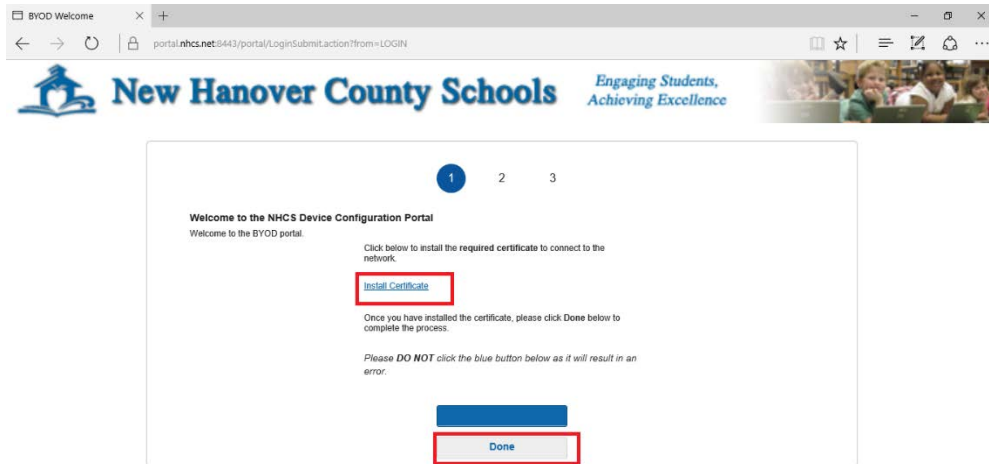 BYOD Welcome
portal.nhcs.net:8443/portal/LoginSubmit.action?from=LOGIN
New Hanover County Schools
Engaging Students,
Achieving Excellence
1 2 3
Welcome to the NHCS Device Configuration Portal
Welcome to the BYOD portal.
Click below to install the required certificate to connect to the
network.
Install Certificate
Once you have installed the certificate, please click Done below to
complete the process.
Please DO NOT click the blue button below as it will result in an
error.
Done